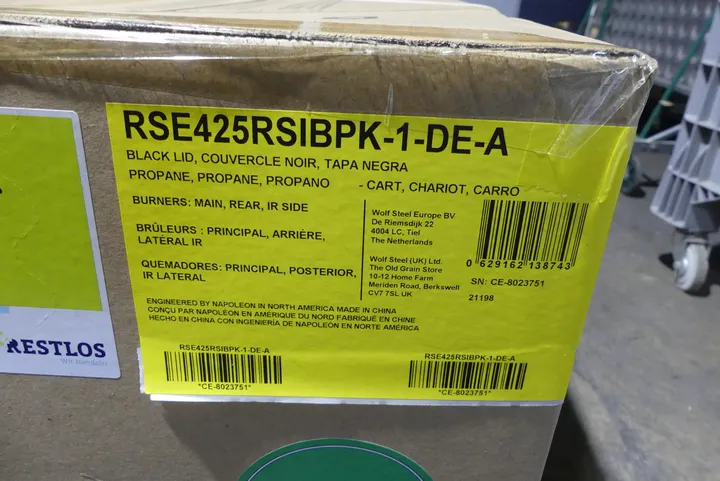 RSE425RSIBPK-1-DE-A
BLACK LID, COUVERCLE NOIR, TAPA NEGRA
PROPANE, PROPANE, PROPANO - CART, CHARIOT, CARRO
BURNERS: MAIN, REAR, IR SIDE
BRÛLEURS : PRINCIPAL, ARRIÈRE,
LATÉRAL IR
QUEMADORES: PRINCIPAL, POSTERIOR,
IR LATERAL
Wolf Steel Europe BV
De Riemsdijk 22
4004 LC, Tiel
The Netherlands
Wolf Steel (UK) Ltd.
The Old Grain Store
10-12 Home Farm
Meriden Road, Berkswell
CV7 7SL UK
0 629162 138743
SN: CE-8023751
21198
ENGINEERED BY NAPOLEON IN NORTH AMERICA MADE IN CHINA
CONÇU PAR NAPOLÉON EN AMÉRIQUE DU NORD FABRIQUÉ EN CHINE
HECHO EN CHINA CON INGENIERÍA DE NAPOLEÓN EN NORTE AMÉRICA
RSE425RSIBPK-1-DE-A
*CE-8023751*
RSE425RSIBPK-1-DE-A
*CE-8023751*
RESTLOS